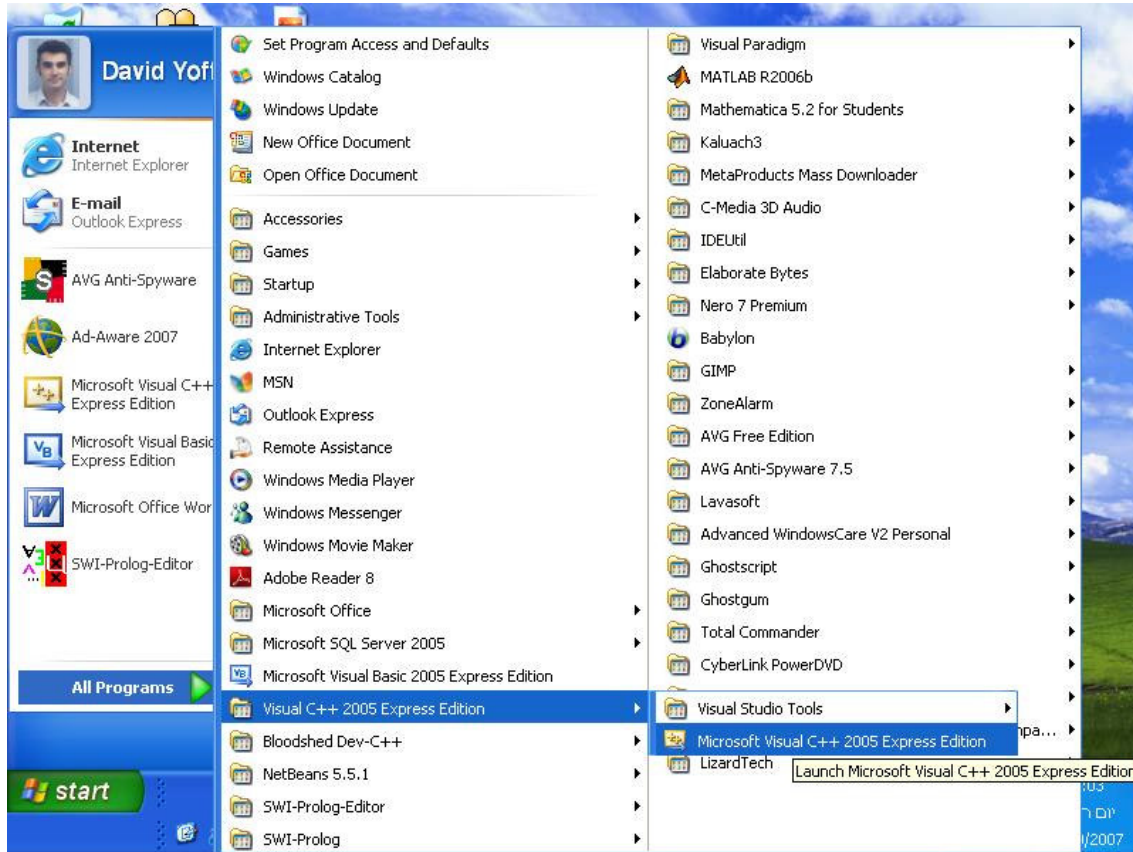 David Yoff
Internet
Internet Explorer
E-mail
Outlook Express
AVG Anti-Spyware
Ad-Aware 2007
Microsoft Visual C++
Express Edition
Microsoft Visual Basic
Express Edition
Microsoft Office Wor
SWI-Prolog-Editor
All Programs
start
Set Program Access and Defaults
Windows Catalog
Windows Update
New Office Document
Open Office Document
Accessories
Games
Startup
Administrative Tools
Internet Explorer
MSN
Outlook Express
Remote Assistance
Windows Media Player
Windows Messenger
Windows Movie Maker
Adobe Reader 8
Microsoft Office
Microsoft SQL Server 2005
Microsoft Visual Basic 2005 Express Edition
Visual C++ 2005 Express Edition
Bloodshed Dev-C++
NetBeans 5.5.1
SWI-Prolog-Editor
SWI-Prolog
Visual Paradigm
MATLAB R2006b
Mathematica 5.2 for Students
Kaluach3
MetaProducts Mass Downloader
C-Media 3D Audio
IDEUtil
Elaborate Bytes
Nero 7 Premium
Babylon
GIMP
ZoneAlarm
AVG Free Edition
AVG Anti-Spyware 7.5
Lavasoft
Advanced WindowsCare V2 Personal
Ghostscript
Ghostgum
Total Commander
CyberLink PowerDVD
Visual Studio Tools
mpa...
Microsoft Visual C++ 2005 Express Edition
LizardTech
Launch Microsoft Visual C++ 2005 Express Edition
:03
יום ה
/2007